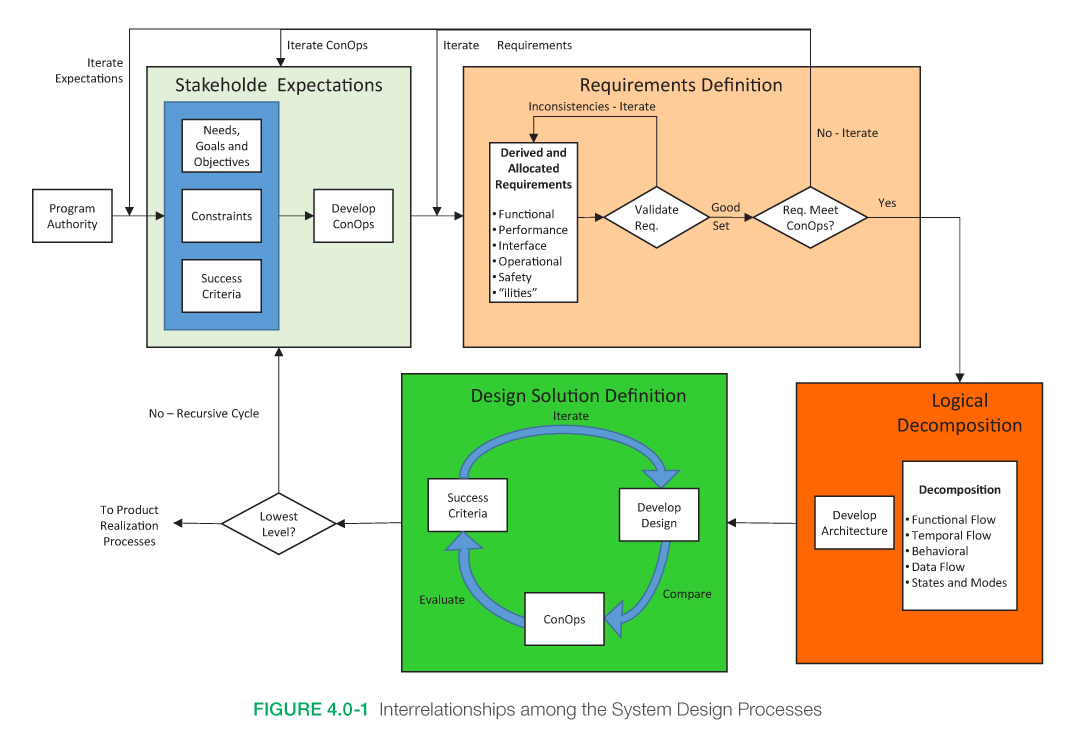 Iterate
Expectations
Iterate ConOps
Iterate Requirements
Stakeholde Expectations
Needs,
Goals and
Objectives
Constraints
Success
Criteria
Program
Authority
Develop
ConOps
Requirements Definition
Inconsistencies - Iterate
Derived and
Allocated
Requirements
• Functional
• Performance
• Interface
• Operational
• Safety
• “ilities”
Validate
Req.
Good
Set
Req. Meet
ConOps?
No - Iterate
Yes
Logical
Decomposition
Develop
Architecture
Decomposition
• Functional Flow
• Temporal Flow
• Behavioral
• Data Flow
• States and Modes
Design Solution Definition
Iterate
Success
Criteria
Develop
Design
Evaluate
Compare
ConOps
No – Recursive Cycle
Lowest
Level?
To Product
Realization
Processes
FIGURE 4.0-1 Interrelationships among the System Design Processes